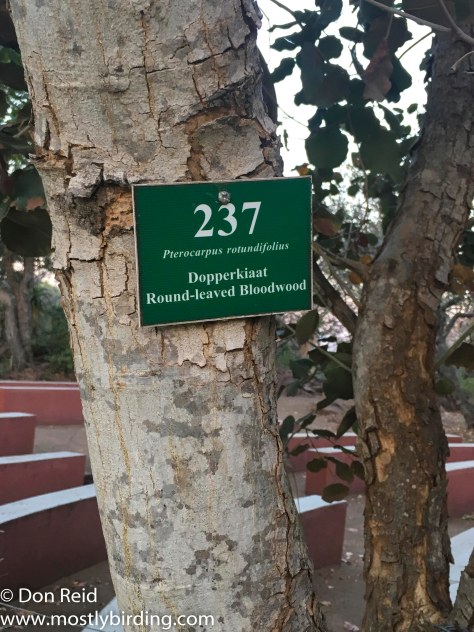 237
Pterocarpus rotundifolius
Dopperkiaat
Round-leaved Bloodwood
© Don Reid
www.mostlybirding.com